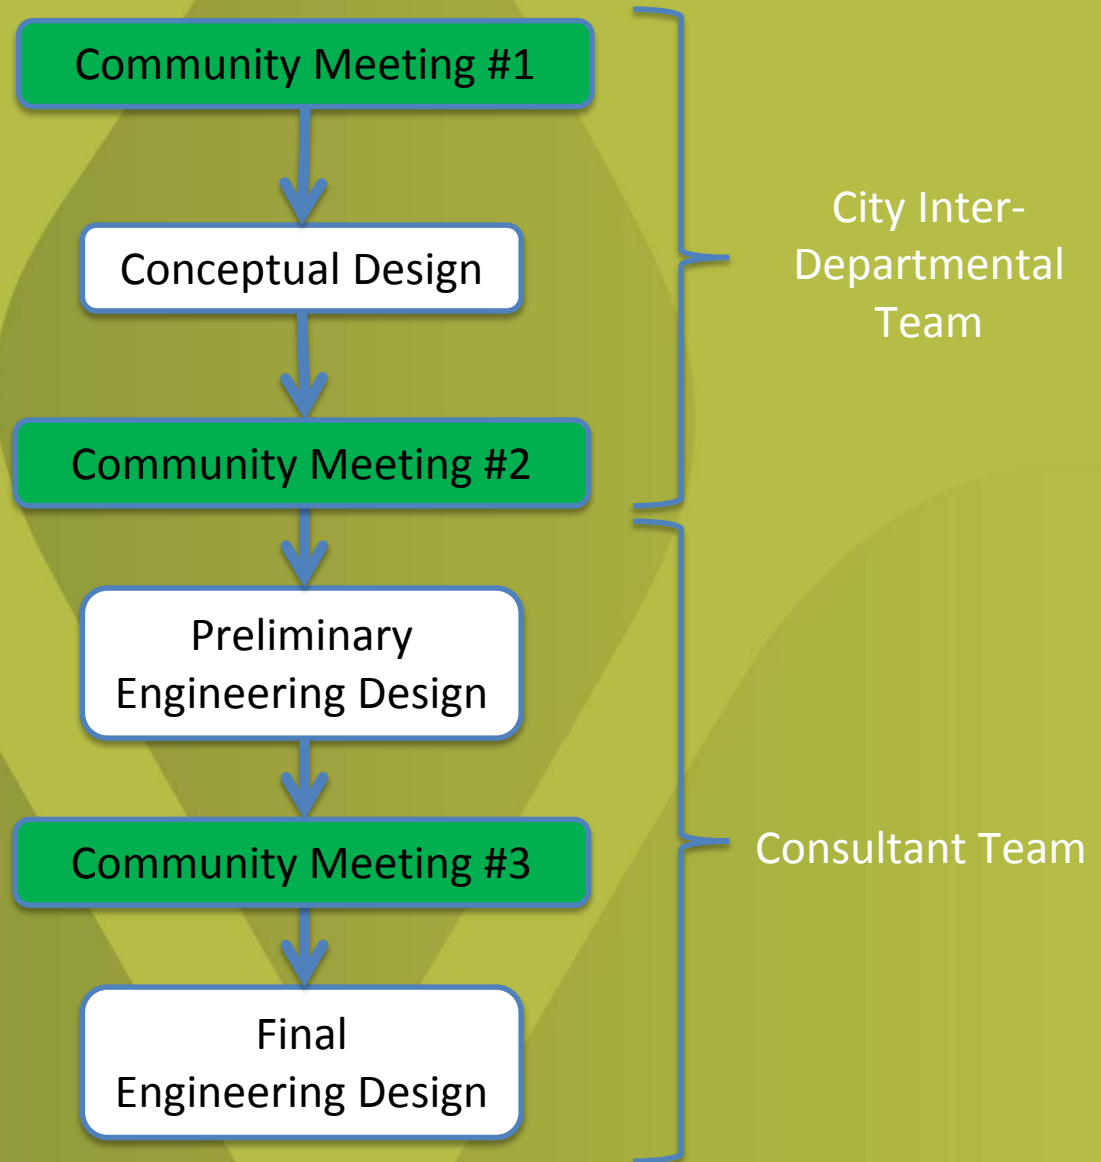 Community Meeting #1
Conceptual Design
Community Meeting #2
Preliminary
Engineering Design
Community Meeting #3
Final
Engineering Design
City Inter-
Departmental
Team
Consultant Team